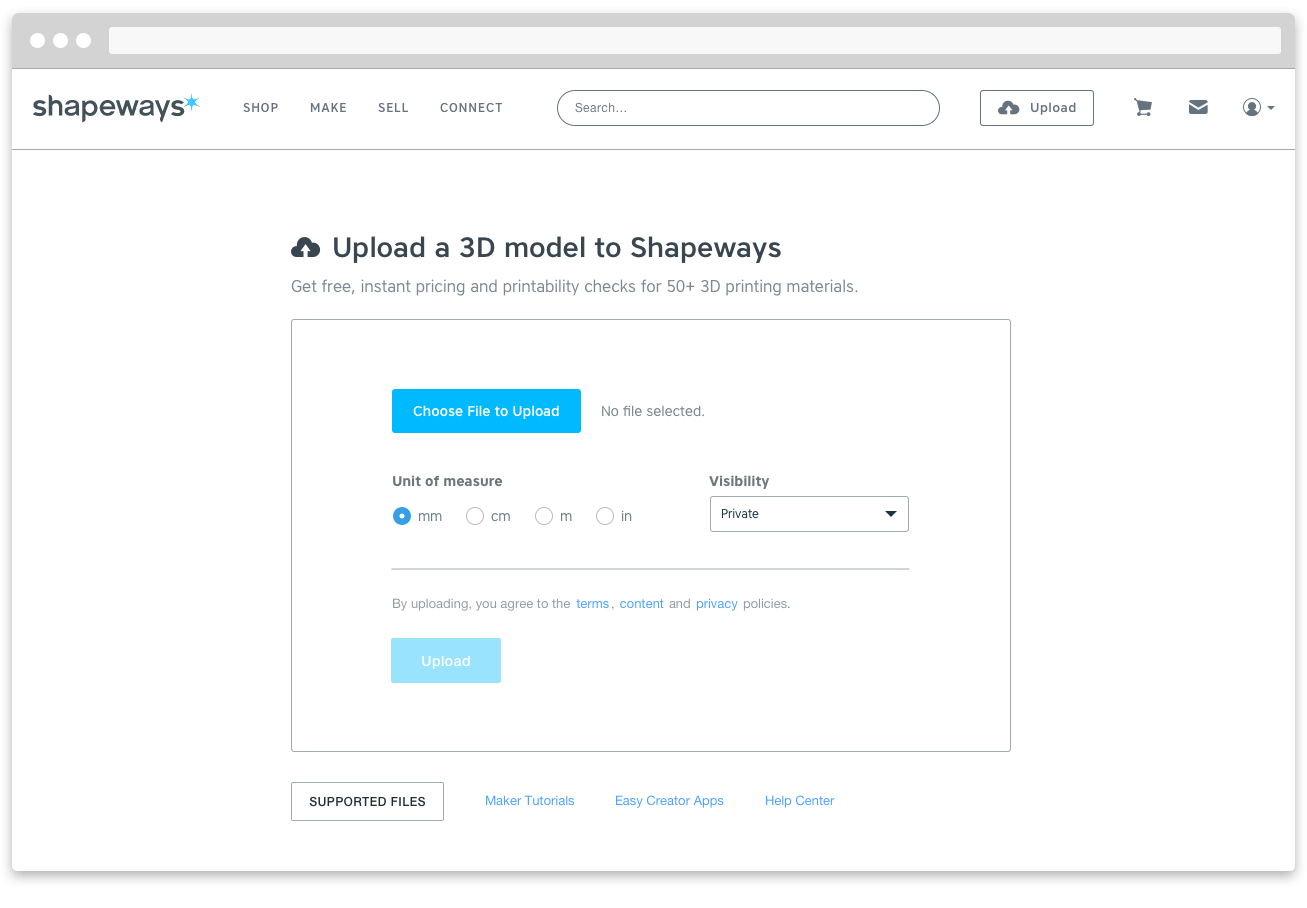 shapeways
SHOP MAKE SELL CONNECT Search... Upload
Upload a 3D model to Shapeways
Get free, instant pricing and printability checks for 50+ 3D printing materials.
Choose File to Upload No file selected.
Unit of measure Visibility
mm cm m in Private
By uploading, you agree to the terms, content and privacy policies.
Upload
SUPPORTED FILES Maker Tutorials Easy Creator Apps Help Center